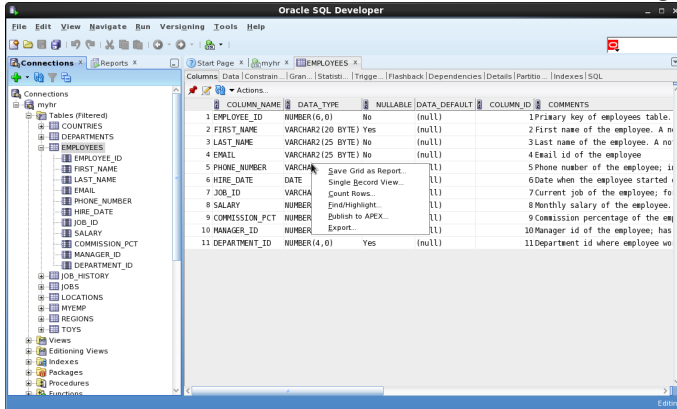 Oracle SQL Developer
File Edit View Navigate Run Versioning Tools Help
Connections
Reports
Start Page
myhr
EMPLOYEES
Columns Data Constrain... Gran... Statisti... Trigge... Flashback Dependencies Details Partitio... Indexes SQL
Actions...
COLUMN_NAME DATA_TYPE NULLABLE DATA_DEFAULT COLUMN_ID COMMENTS
1 EMPLOYEE_ID NUMBER(6,0) No (null) 1 Primary key of employees table.
2 FIRST_NAME VARCHAR2(20 BYTE) Yes (null) 2 First name of the employee. A no
3 LAST_NAME VARCHAR2(25 BYTE) No (null) 3 Last name of the employee. A not
4 EMAIL VARCHAR2(25 BYTE) No (null) 4 Email id of the employee
5 PHONE_NUMBER VARCHA ll) 5 Phone number of the employee; in
6 HIRE_DATE DATE ll) 6 Date when the employee started o
7 JOB_ID VARCHA ll) 7 Current job of the employee; fo
8 SALARY NUMBER ll) 8 Monthly salary of the employee.
9 COMMISSION_PCT NUMBER ll) 9 Commission percentage of the emp
10 MANAGER_ID NUMBER ll) 10 Manager id of the employee; has
11 DEPARTMENT_ID NUMBER(4,0) Yes (null) 11 Department id where employee wor
Save Grid as Report...
Single Record View...
Count Rows...
Find/Highlight...
Publish to APEX...
Export...
Connections
myhr
Tables (Filtered)
COUNTRIES
DEPARTMENTS
EMPLOYEES
EMPLOYEE_ID
FIRST_NAME
LAST_NAME
EMAIL
PHONE_NUMBER
HIRE_DATE
JOB_ID
SALARY
COMMISSION_PCT
MANAGER_ID
DEPARTMENT_ID
JOB_HISTORY
JOBS
LOCATIONS
MYEMP
REGIONS
TOYS
Views
Editioning Views
Indexes
Packages
Procedures
Functions
Editin